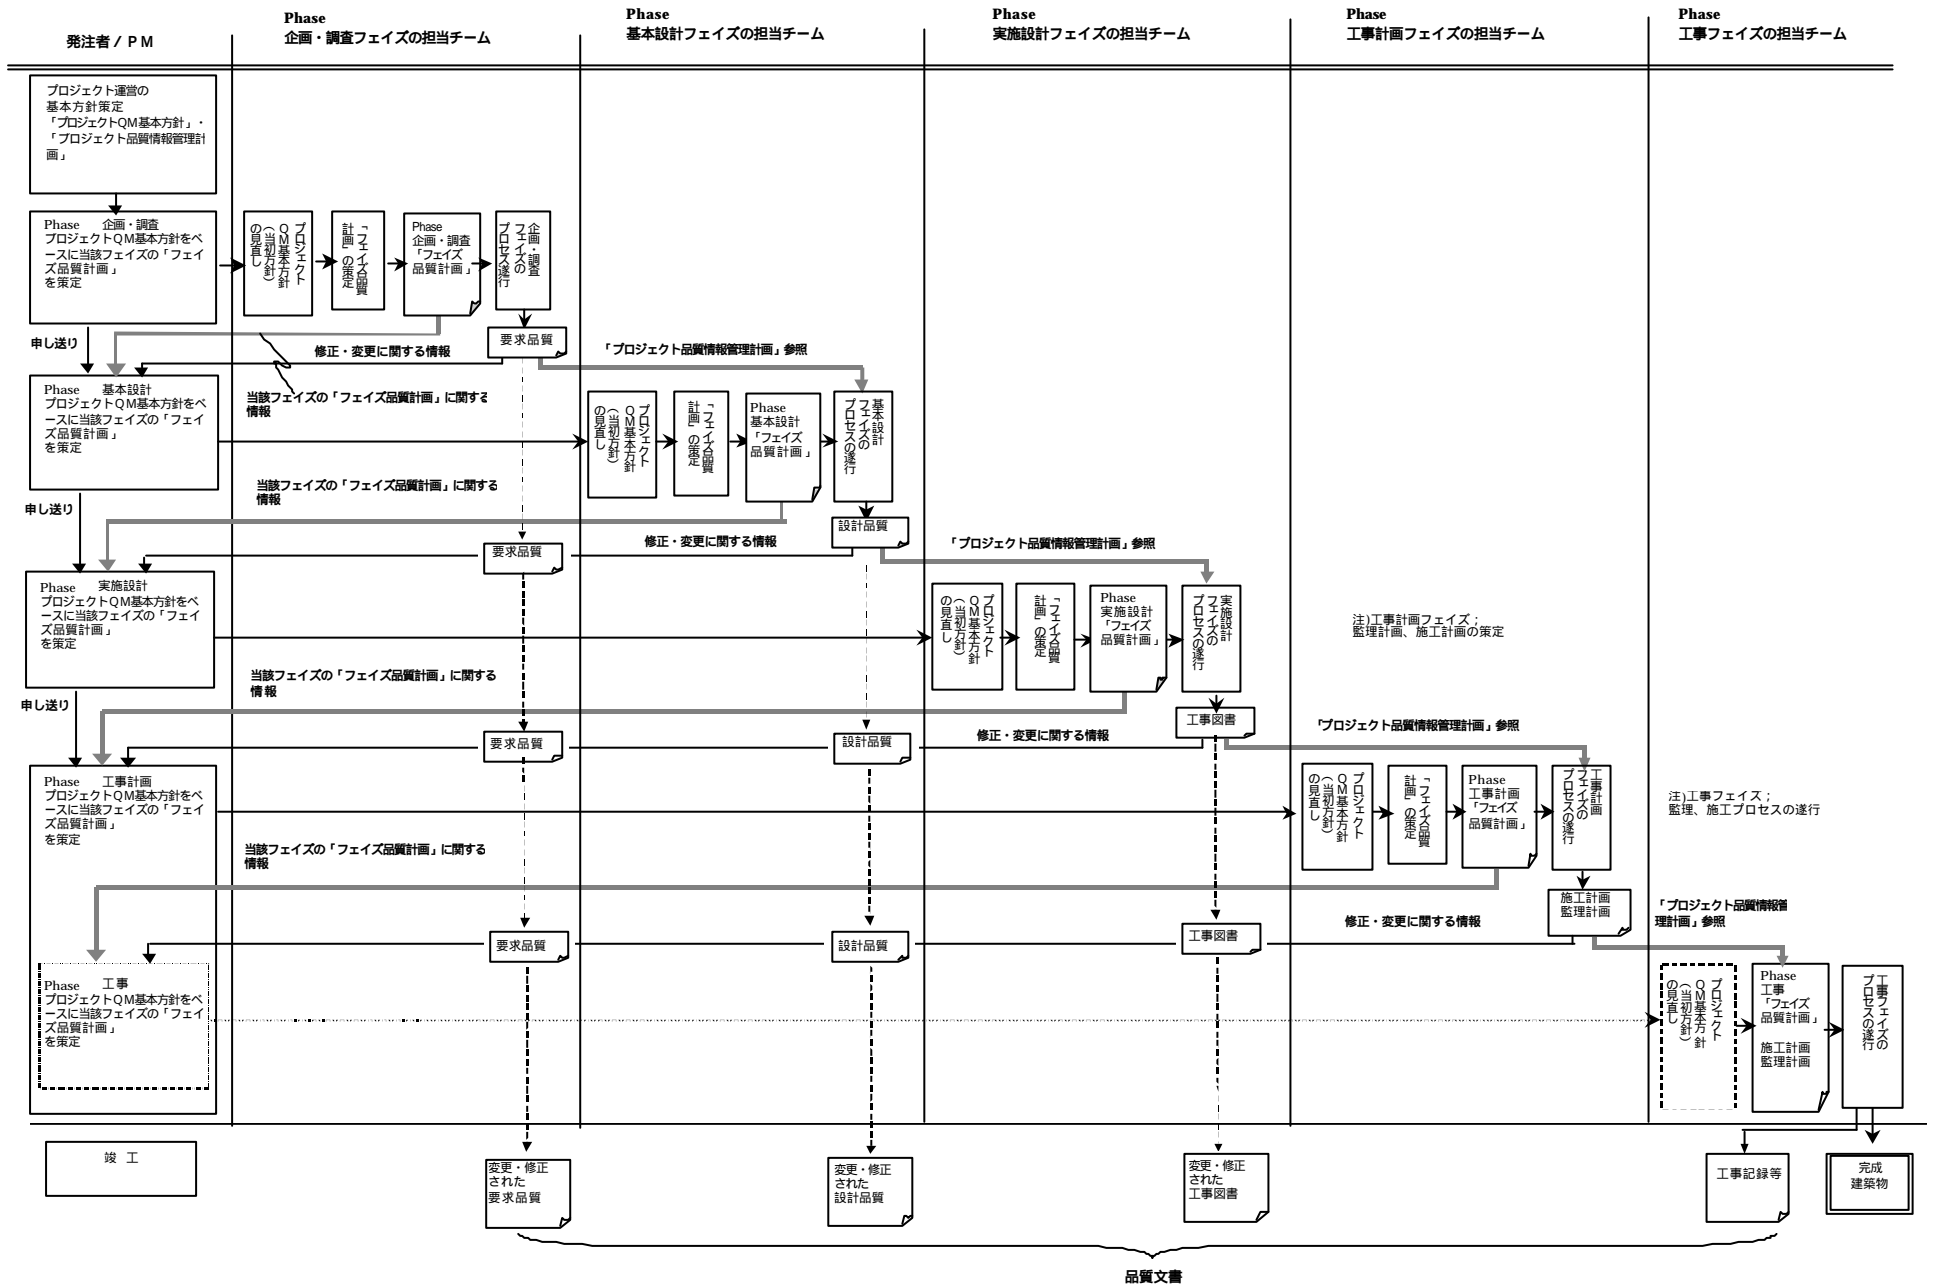 発注者 / ＰＭ
Phase
企画・調査フェイズの担当チーム
Phase
基本設計フェイズの担当チーム
Phase
実施設計フェイズの担当チーム
Phase
工事計画フェイズの担当チーム
Phase
工事フェイズの担当チーム
プロジェクト運営の
基本方針策定
「プロジェクトQM基本方針」・
「プロジェクト品質情報管理計
画」
Phase 企画・調査
プロジェクトQM基本方針をベ
ースに当該フェイズの「フェイ
ズ品質計画」
を策定
プロジェクト
QM基本方針
（当初方針）
の見直し
「フェイズ品質
計画」の策定
Phase
企画・調査
「フェイズ
品質計画」
企画・調査
フェイズの
プロセス遂行
要求品質
申し送り
修正・変更に関する情報
「プロジェクト品質情報管理計画」参照
当該フェイズの「フェイズ品質計画」に関する
情報
Phase 基本設計
プロジェクトQM基本方針をベ
ースに当該フェイズの「フェイ
ズ品質計画」
を策定
プロジェクト
QM基本方針
（当初方針）
の見直し
「フェイズ品質
計画」の策定
Phase
基本設計
「フェイズ
品質計画」
基本設計
フェイズの
プロセスの遂行
当該フェイズの「フェイズ品質計画」に関する
情報
申し送り
設計品質
修正・変更に関する情報
「プロジェクト品質情報管理計画」参照
要求品質
Phase 実施設計
プロジェクトQM基本方針をベ
ースに当該フェイズの「フェイ
ズ品質計画」
を策定
プロジェクト
QM基本方針
（当初方針）
の見直し
「フェイズ品質
計画」の策定
Phase
実施設計
「フェイズ
品質計画」
実施設計
フェイズの
プロセスの遂行
注)工事計画フェイズ；
監理計画、施工計画の策定
当該フェイズの「フェイズ品質計画」に関する
情報
申し送り
工事図書
修正・変更に関する情報
「プロジェクト品質情報管理計画」参照
要求品質
設計品質
Phase 工事計画
プロジェクトQM基本方針をベ
ースに当該フェイズの「フェイ
ズ品質計画」
を策定
プロジェクト
QM基本方針
（当初方針）
の見直し
「フェイズ品質
計画」の策定
Phase
工事計画
「フェイズ
品質計画」
工事計画
フェイズの
プロセスの遂行
注)工事フェイズ；
監理、施工プロセスの遂行
当該フェイズの「フェイズ品質計画」に関する
情報
施工計画
監理計画
修正・変更に関する情報
「プロジェクト品質情報管
理計画」参照
要求品質
設計品質
工事図書
Phase 工事
プロジェクトQM基本方針をベ
ースに当該フェイズの「フェイ
ズ品質計画」
を策定
プロジェクト
QM基本方針
（当初方針）
の見直し
Phase
工事
「フェイズ
品質計画」
施工計画
監理計画
工事フェイズの
プロセスの遂行
竣 工
変更・修正
された
要求品質
変更・修正
された
設計品質
変更・修正
された
工事図書
工事記録等
完成
建築物
品質文書